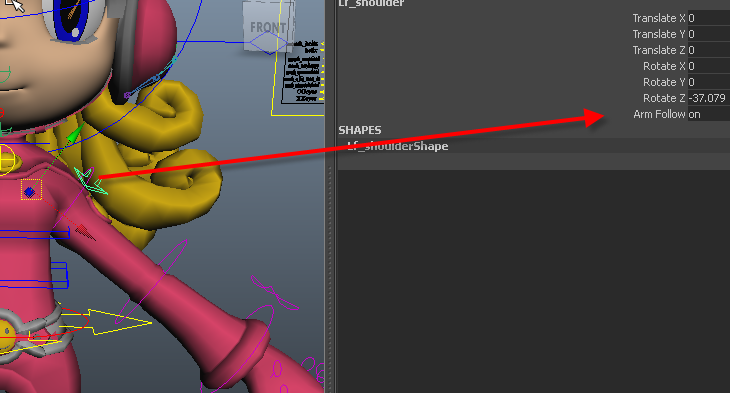 Lf_shoulder
FRONT
Translate X 0
Translate Y 0
Translate Z 0
Rotate X 0
Rotate Y 0
Rotate Z -37.079
Arm Follow on
SHAPES
Lf_shoulderShape